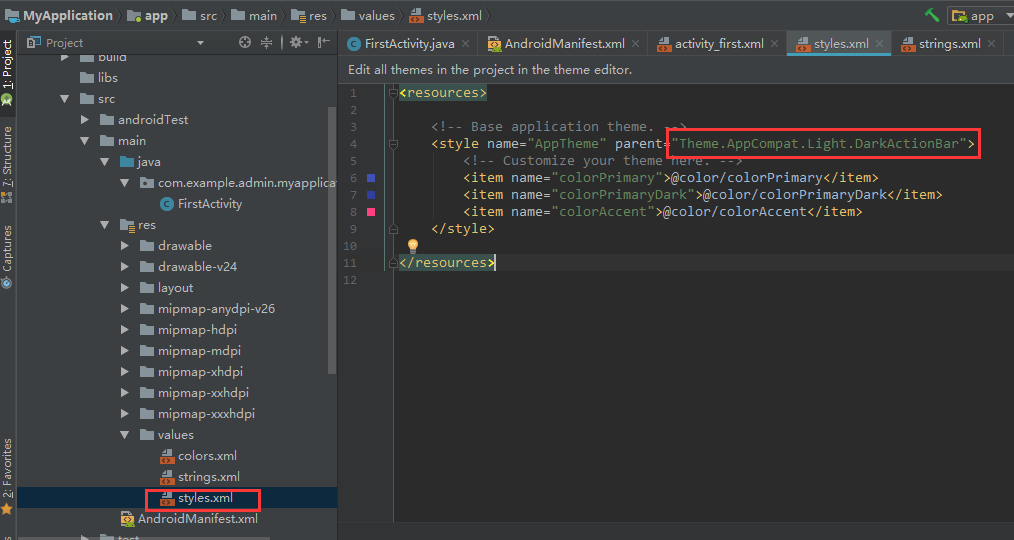 MyApplication app src main res values styles.xml app
Project
FirstActivity.java AndroidManifest.xml activity_first.xml styles.xml strings.xml
Edit all themes in the project in the theme editor.
1: Project
7: Structure
Captures
2: Favorites
build
libs
src
androidTest
main
java
com.example.admin.myapplica
FirstActivity
res
drawable
drawable-v24
layout
mipmap-anydpi-v26
mipmap-hdpi
mipmap-mdpi
mipmap-xhdpi
mipmap-xxhdpi
mipmap-xxxhdpi
values
colors.xml
strings.xml
styles.xml
AndroidManifest.xml
test
1 <resources>
2
3 <!-- Base application theme. -->
4 <style name="AppTheme" parent="Theme.AppCompat.Light.DarkActionBar">
5 <!-- Customize your theme here. -->
6 <item name="colorPrimary">@color/colorPrimary</item>
7 <item name="colorPrimaryDark">@color/colorPrimaryDark</item>
8 <item name="colorAccent">@color/colorAccent</item>
9 </style>
10
11 </resources>
12